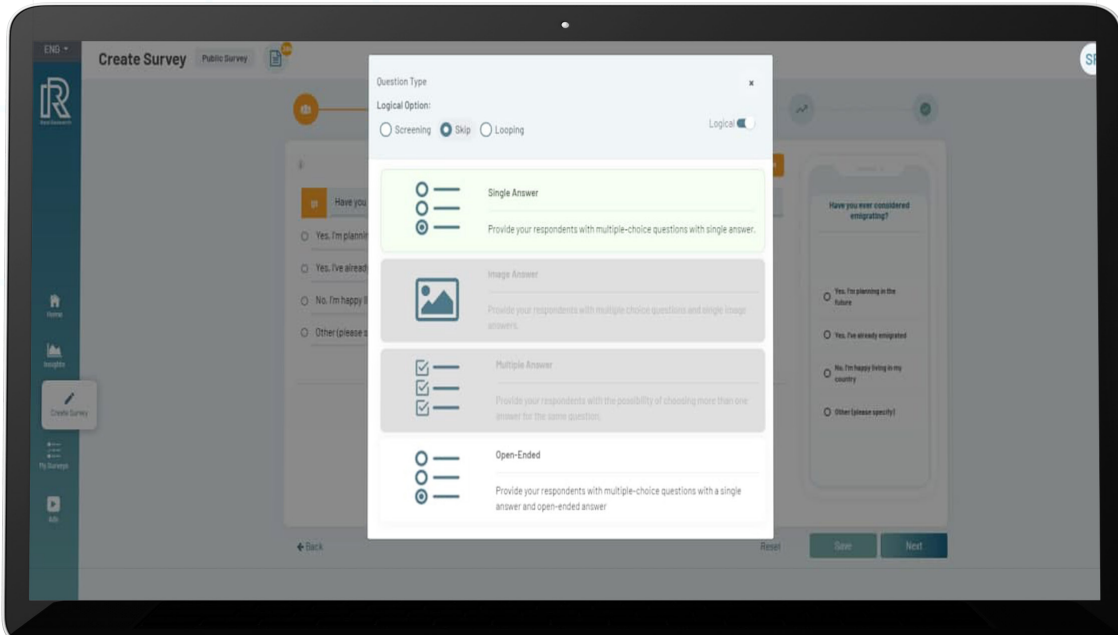 ENG
Create Survey
Public Survey
Question Type
Logical Option:
Screening
Skip
Looping
Logical
Single Answer
Provide your respondents with multiple-choice questions with single answer.
Image Answer
Provide your respondents with multiple choice questions and single image
answers.
Multiple Answer
Provide your respondents with the possibility of choosing more than one
answer for the same question.
Open-Ended
Provide your respondents with multiple-choice questions with a single
answer and open-ended answer
Have you
Yes. I'm
Yes. I've
No. I'm happy
Other (please
Have you ever considered
emigrating?
Yes, I'm planning in the
future
Yes, I've already emigrated
No, I'm happy living in my
country
Other (please specify)
Home
Insights
Create Survey
My Surveys
Back
Reset
Save
Next